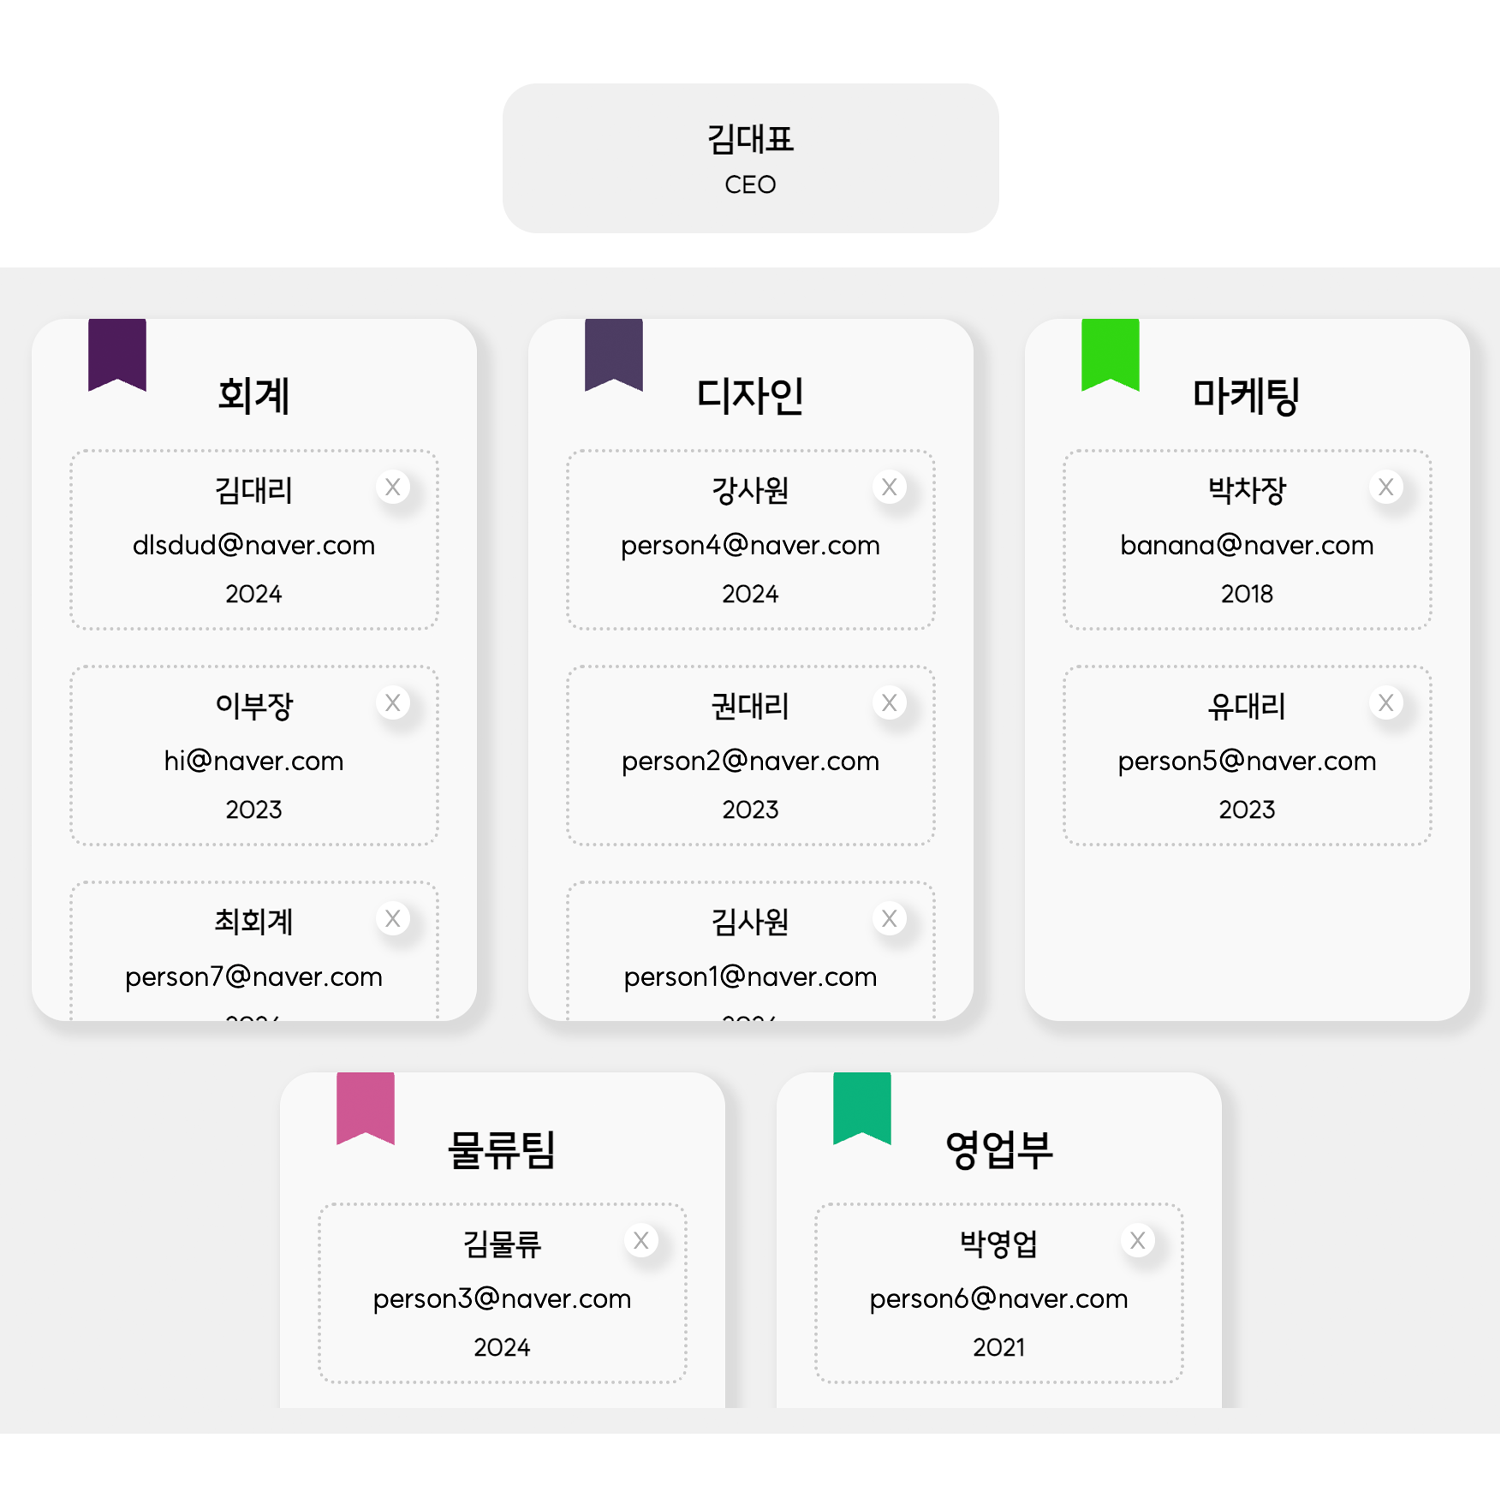 김대표
CEO
회계
김대리
X
dlsdud@naver.com
2024
이부장
X
hi@naver.com
2023
최회계
X
person7@naver.com
디자인
강사원
X
person4@naver.com
2024
권대리
X
person2@naver.com
2023
김사원
X
person1@naver.com
마케팅
박차장
X
banana@naver.com
2018
유대리
X
person5@naver.com
2023
물류팀
김물류
X
person3@naver.com
2024
영업부
박영업
X
person6@naver.com
2021